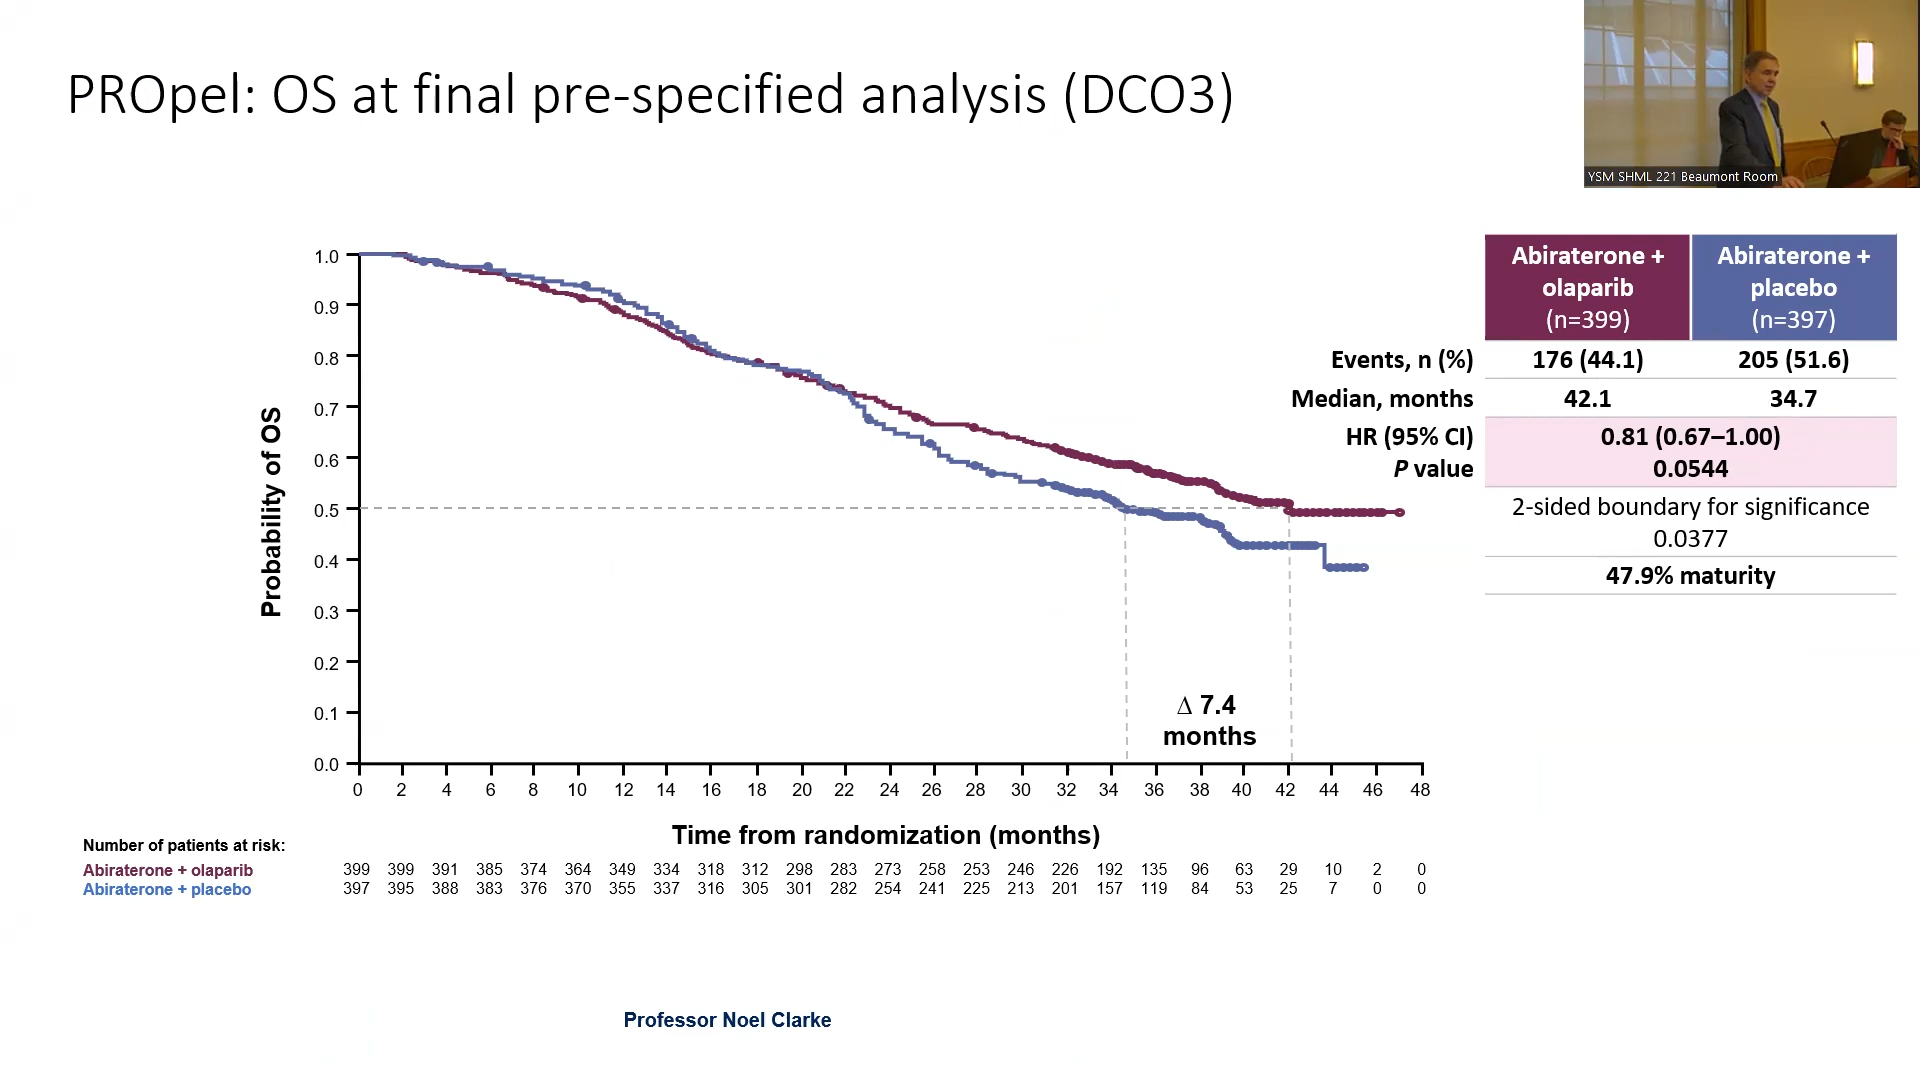 PROpel: OS at final pre-specified analysis (DCO3)
YSM SHML 221 Beaumont Room
Abiraterone + olaparib (n=399)
Abiraterone + placebo (n=397)
Events, n (%) 176 (44.1) 205 (51.6)
Median, months 42.1 34.7
HR (95% CI) 0.81 (0.67–1.00)
P value 0.0544
2-sided boundary for significance
0.0377
47.9% maturity
Probability of OS
1.0
0.9
0.8
0.7
0.6
0.5
0.4
0.3
0.2
0.1
0.0
Δ 7.4
months
0 2 4 6 8 10 12 14 16 18 20 22 24 26 28 30 32 34 36 38 40 42 44 46 48
Time from randomization (months)
Number of patients at risk:
Abiraterone + olaparib 399 399 391 385 374 364 349 334 318 312 298 283 273 258 253 246 226 192 135 96 63 29 10 2 0
Abiraterone + placebo 397 395 388 383 376 370 355 337 316 305 301 282 254 241 225 213 201 157 119 84 53 25 7 0 0
Professor Noel Clarke